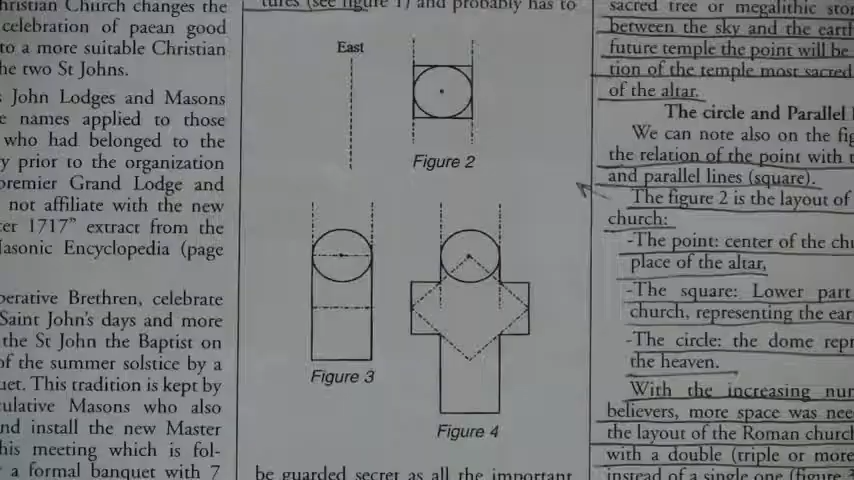 hristian Church changes the
celebration of paean good
to a more suitable Christian
he two St Johns.
John Lodges and Masons
e names applied to those
who had belonged to the
y prior to the organization
premier Grand Lodge and
not affiliate with the new
ter 1717” extract from the
Masonic Encyclopedia (page
perative Brethren, celebrate
Saint John's days and more
the St John the Baptist on
of the summer solstice by a
uet. This tradition is kept by
culative Masons who also
nd install the new Master
his meeting which is fol-
a formal banquet with 7
tures (see figure 1) and probably has to
East
Figure 2
Figure 3
Figure 4
be guarded secret as all the important
sacred tree or megalithic sto
between the sky and the earth
future temple the point will be
tion of the temple most sacred
of the altar.
The circle and Parallel
We can note also on the fig
the relation of the point with t
and parallel lines (square).
The figure 2 is the layout of
church:
-The point: center of the chu
place of the altar,
-The square: Lower part
church, representing the ear
-The circle: the dome repr
the heaven.
With the increasing num
believers, more space was nee
the layout of the Roman church
with a double (triple or more
instead of a single one (figure 3